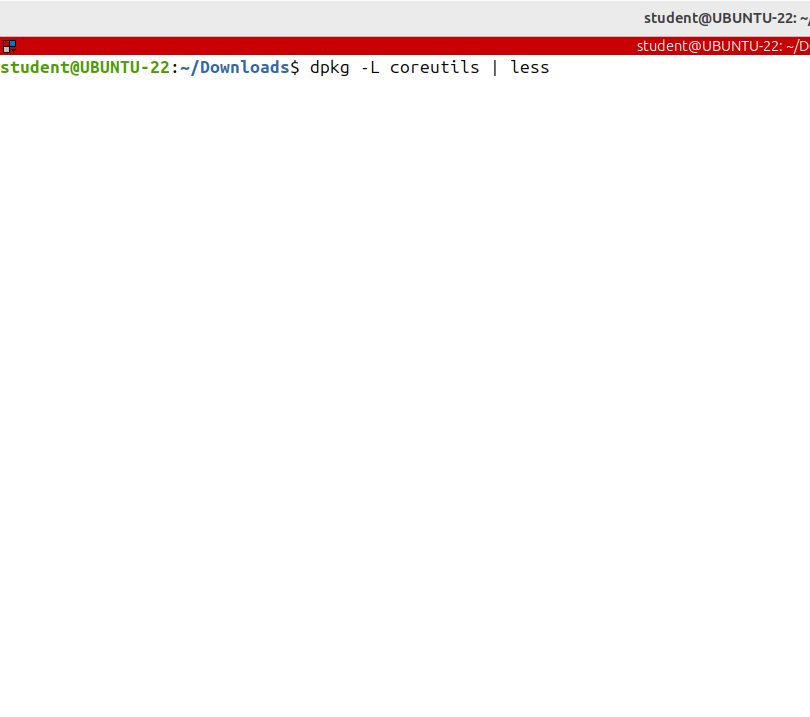 student@UBUNTU-22: ~/
student@UBUNTU-22: ~/D
student@UBUNTU-22:~/Downloads$ dpkg -L coreutils | less